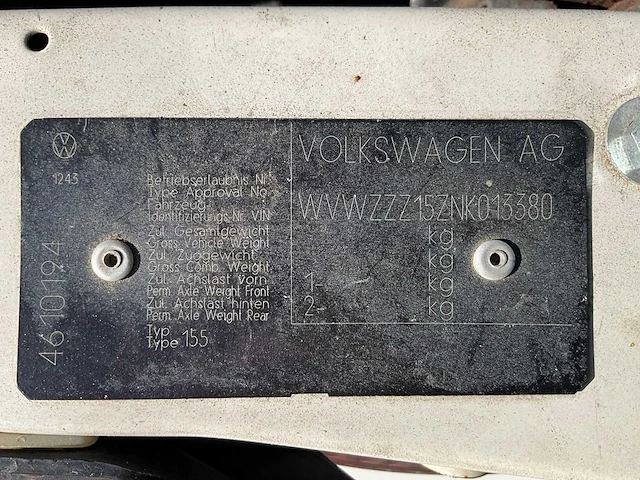 VOLKSWAGEN AG
1243
Betriebserlaubnis Nr.
Type Approval No.
Fahrzeug-
Identifizierungs-Nr. VIN WVWZZZ15ZNK013380
Zul. Gesamtgewicht kg
Gross Vehicle Weight
Zul. Zuggewicht kg
Gross Comb. Weight
Zul. Achslast vorn 1- kg
Perm. Axle Weight Front
Zul. Achslast hinten 2- kg
Perm. Axle Weight Rear
Typ
Type 155
46 10194